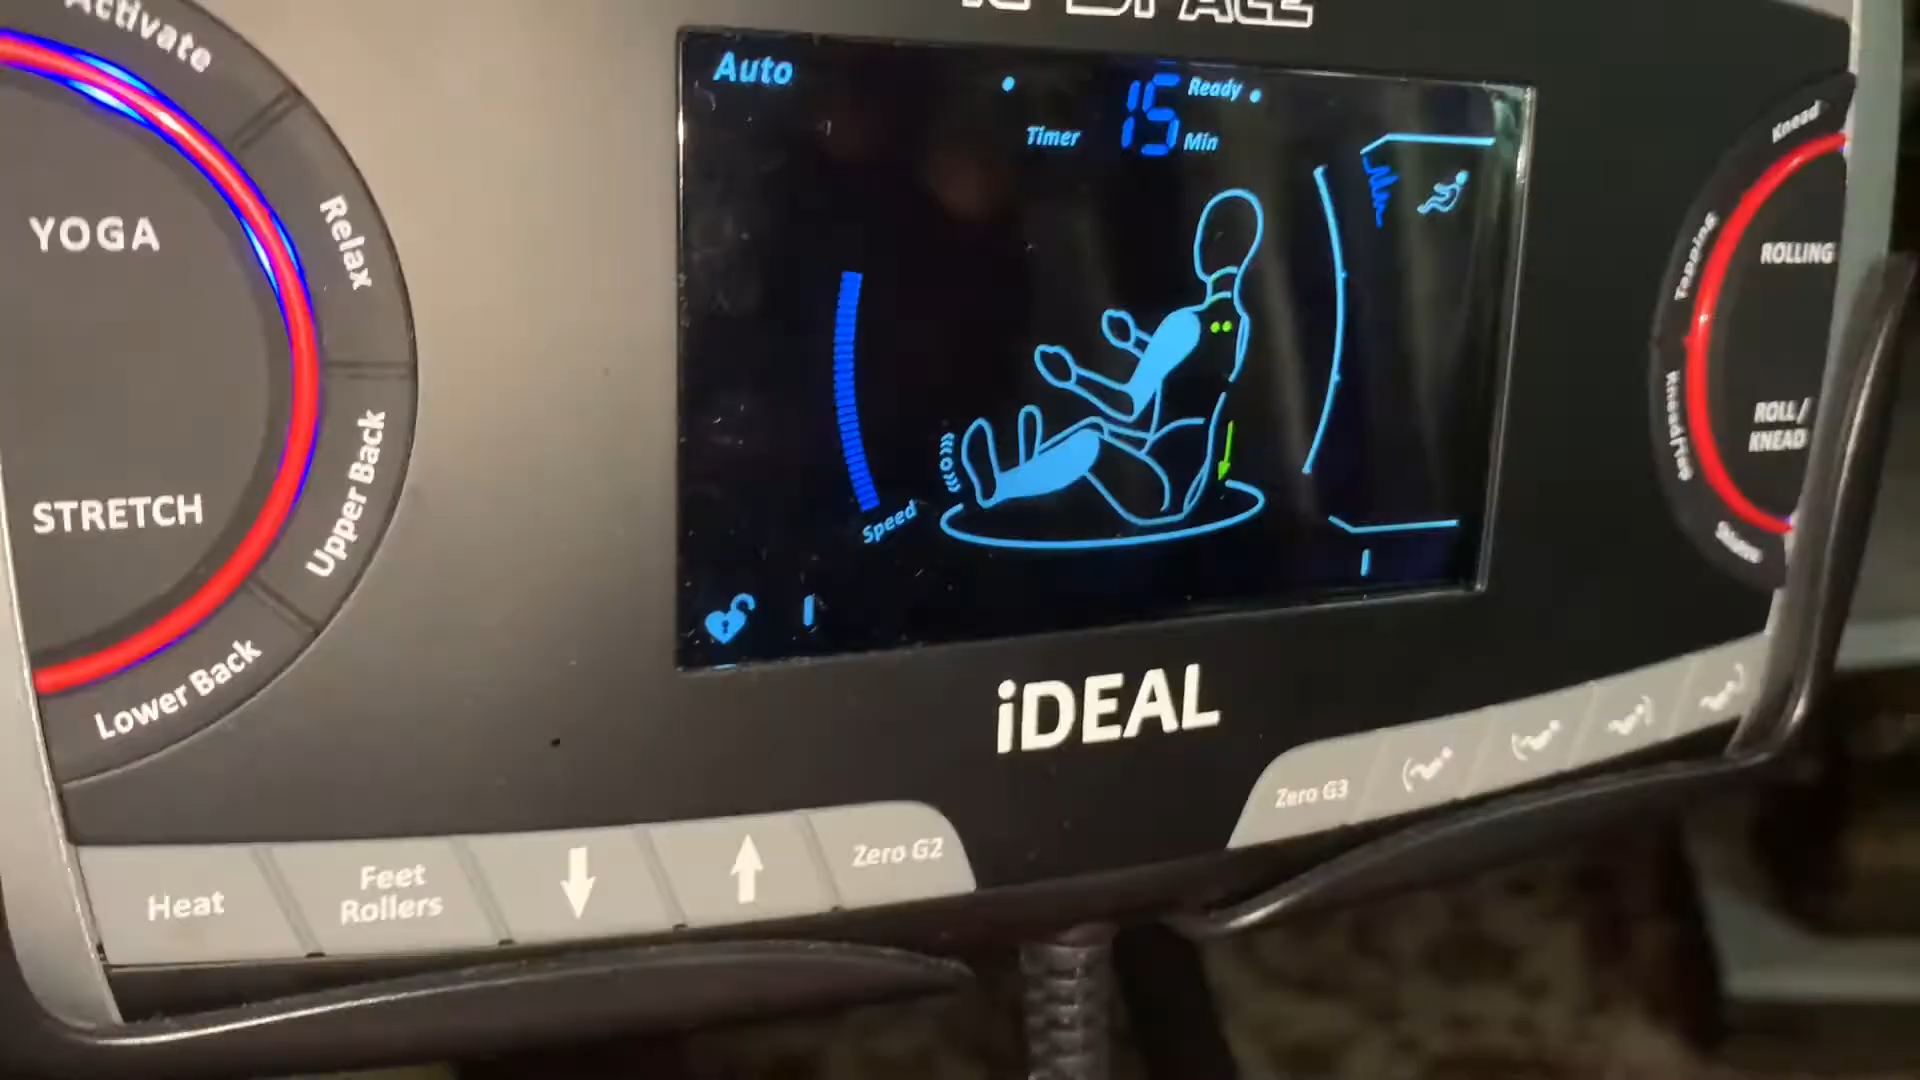 Activate
Relax
Upper Back
Lower Back
YOGA
STRETCH
Auto
Timer
15
Ready
Min
Speed
iDEAL
Knead
Tapping
ROLLING
ROLL/
KNEAD
Heat
Feet
Rollers
Zero G2
Zero G3